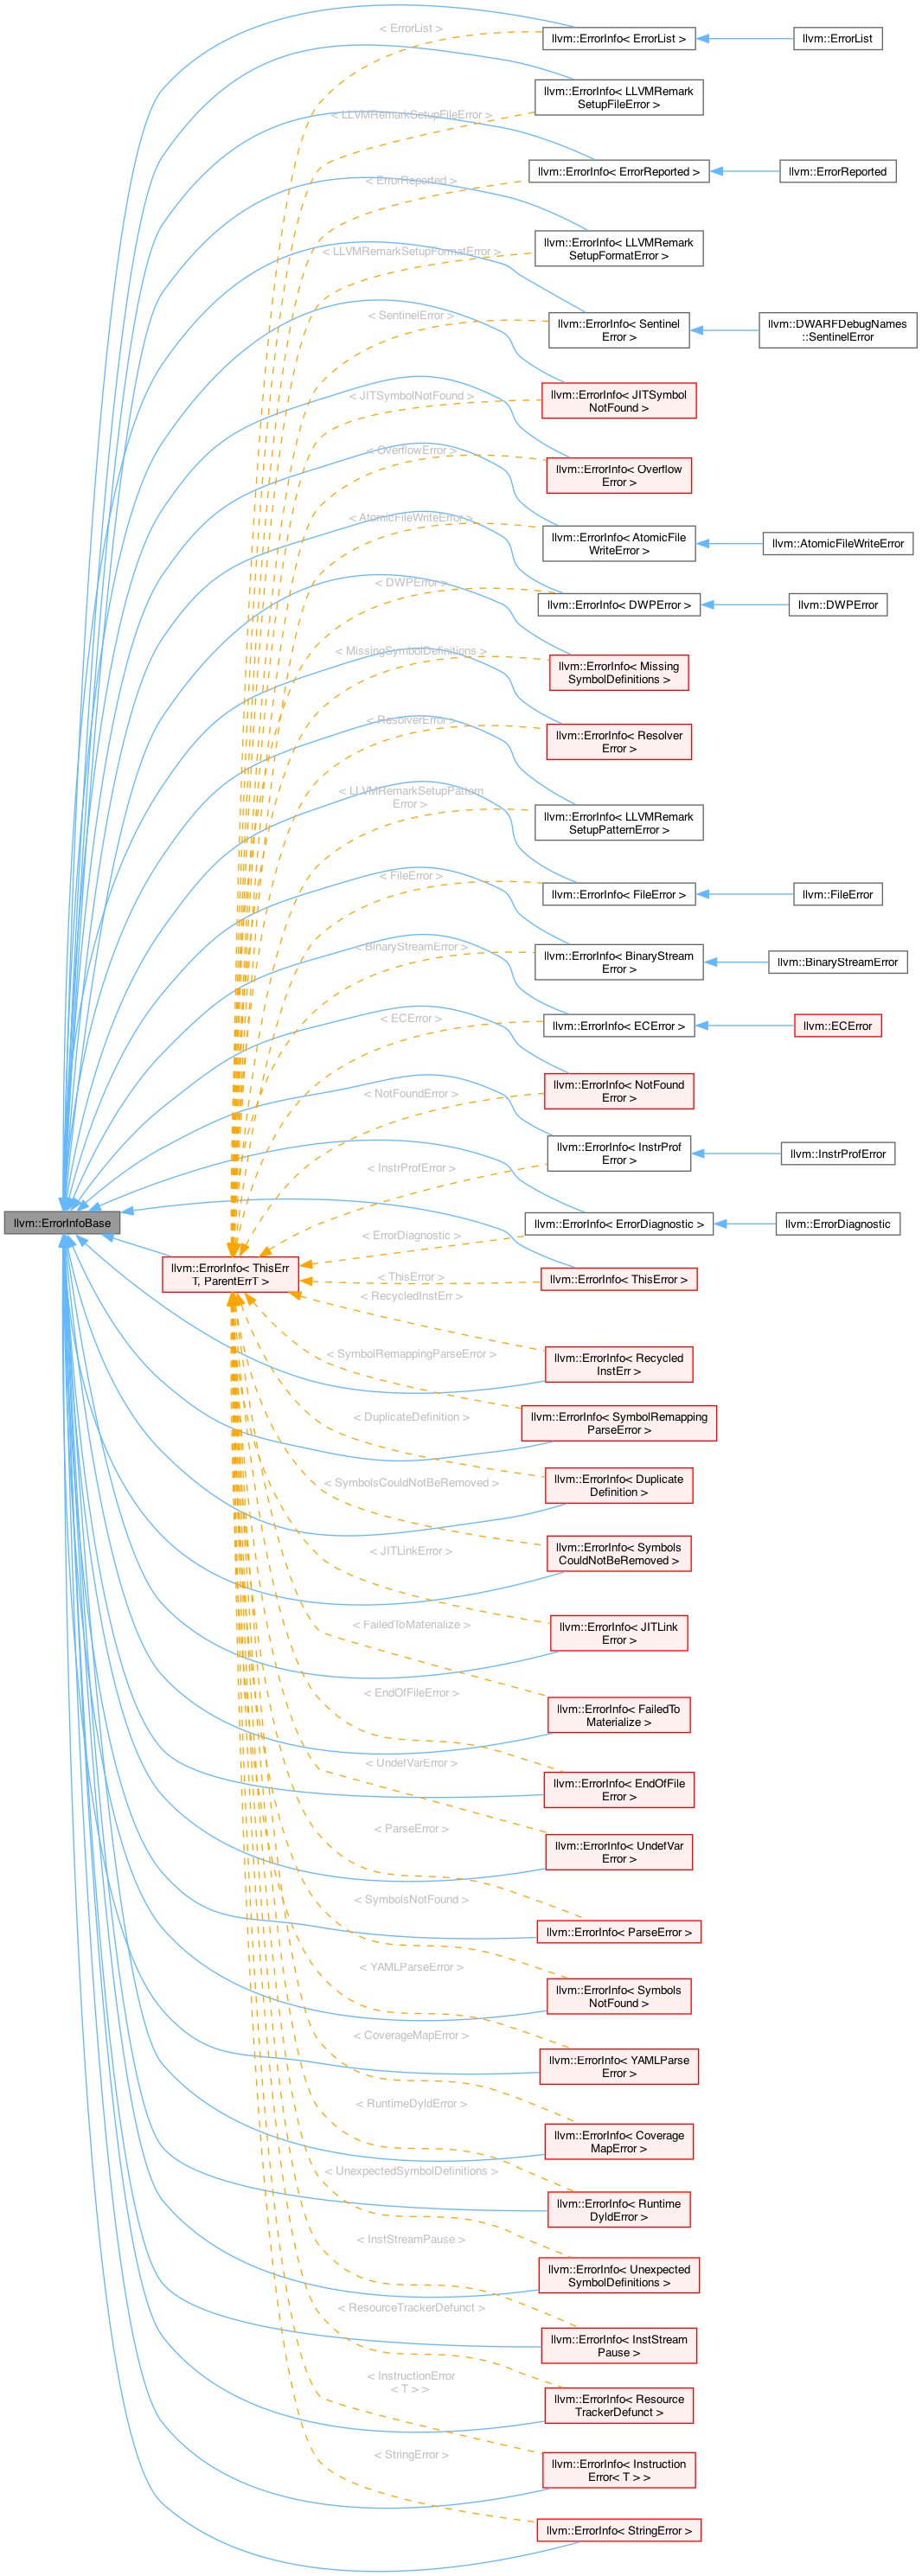 < ErrorList >
llvm::ErrorInfo< ErrorList >
llvm::ErrorList
llvm::ErrorInfo< LLVMRemark
SetupFileError >
< LLVMRemarkSetupFileError >
llvm::ErrorInfo< ErrorReported >
llvm::ErrorReported
< ErrorReported >
llvm::ErrorInfo< LLVMRemark
SetupFormatError >
< LLVMRemarkSetupFormatError >
< SentinelError >
llvm::ErrorInfo< Sentinel
Error >
llvm::DWARFDebugNames
::SentinelError
< JITSymbolNotFound >
llvm::ErrorInfo< JITSymbol
NotFound >
< OverflowError >
llvm::ErrorInfo< Overflow
Error >
< AtomicFileWriteError >
llvm::ErrorInfo< AtomicFile
WriteError >
llvm::AtomicFileWriteError
< DWPError >
llvm::ErrorInfo< DWPError >
llvm::DWPError
< MissingSymbolDefinitions >
llvm::ErrorInfo< Missing
SymbolDefinitions >
< ResolverError >
llvm::ErrorInfo< Resolver
Error >
< LLVMRemarkSetupPattern
Error >
llvm::ErrorInfo< LLVMRemark
SetupPatternError >
< FileError >
llvm::ErrorInfo< FileError >
llvm::FileError
< BinaryStreamError >
llvm::ErrorInfo< BinaryStream
Error >
llvm::BinaryStreamError
< ECError >
llvm::ErrorInfo< ECError >
llvm::ECError
< NotFoundError >
llvm::ErrorInfo< NotFound
Error >
< InstrProfError >
llvm::ErrorInfo< InstrProf
Error >
llvm::InstrProfError
llvm::ErrorInfoBase
< ErrorDiagnostic >
llvm::ErrorInfo< ErrorDiagnostic >
llvm::ErrorDiagnostic
llvm::ErrorInfo< ThisErr
T, ParentErrT >
< ThisError >
llvm::ErrorInfo< ThisError >
< RecycledInstErr >
llvm::ErrorInfo< Recycled
InstErr >
< SymbolRemappingParseError >
llvm::ErrorInfo< SymbolRemapping
ParseError >
< DuplicateDefinition >
llvm::ErrorInfo< Duplicate
Definition >
< SymbolsCouldNotBeRemoved >
llvm::ErrorInfo< Symbols
CouldNotBeRemoved >
< JITLinkError >
llvm::ErrorInfo< JITLink
Error >
< FailedToMaterialize >
llvm::ErrorInfo< FailedTo
Materialize >
< EndOfFileError >
llvm::ErrorInfo< EndOfFile
Error >
< UndefVarError >
llvm::ErrorInfo< UndefVar
Error >
< ParseError >
llvm::ErrorInfo< ParseError >
< SymbolsNotFound >
llvm::ErrorInfo< Symbols
NotFound >
< YAMLParseError >
llvm::ErrorInfo< YAMLParse
Error >
< CoverageMapError >
llvm::ErrorInfo< Coverage
MapError >
< RuntimeDyldError >
llvm::ErrorInfo< Runtime
DyldError >
< UnexpectedSymbolDefinitions >
llvm::ErrorInfo< Unexpected
SymbolDefinitions >
< InstStreamPause >
llvm::ErrorInfo< InstStream
Pause >
< ResourceTrackerDefunct >
llvm::ErrorInfo< Resource
TrackerDefunct >
< InstructionError
< T > >
llvm::ErrorInfo< Instruction
Error< T > >
< StringError >
llvm::ErrorInfo< StringError >